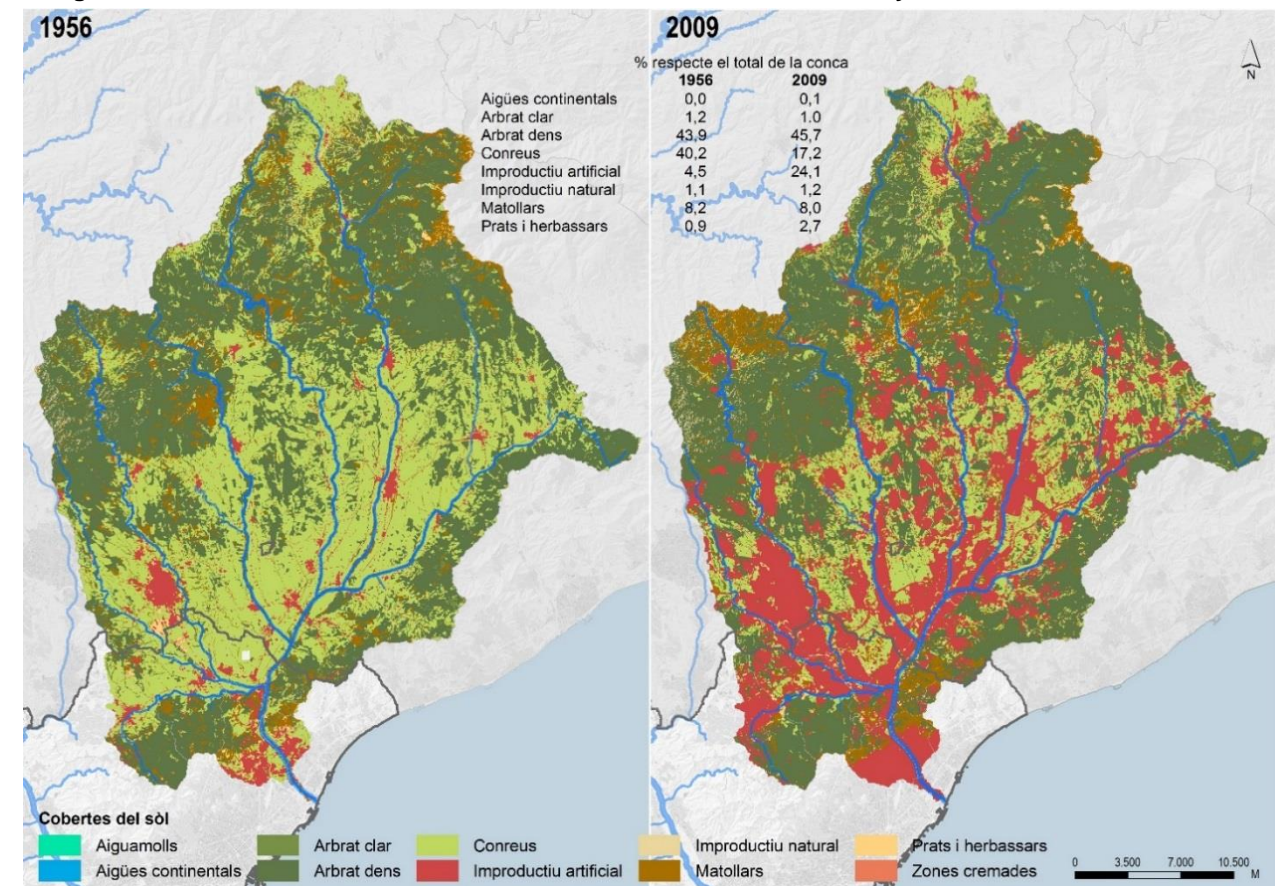 1956
2009
% respecte el total de la conca
1956 2009
Aigües continentals 0,0 0,1
Arbrat clar 1,2 1.0
Arbrat dens 43,9 45,7
Conreus 40,2 17,2
Improductiu artificial 4,5 24,1
Improductiu natural 1,1 1,2
Matollars 8,2 8,0
Prats i herbassars 0,9 2,7
N
Cobertes del sòl
Aiguamolls Arbrat clar Conreus Improductiu natural Prats i herbassars
Aigües continentals Arbrat dens Improductiu artificial Matollars Zones cremades
0 3.500 7.000 10.500
M